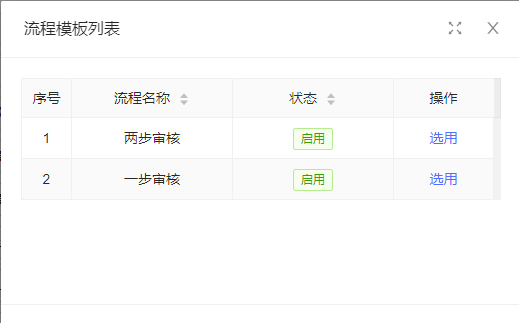 流程模板列表
序号 流程名称 状态 操作
1 两步审核 启用 选用
2 一步审核 启用 选用